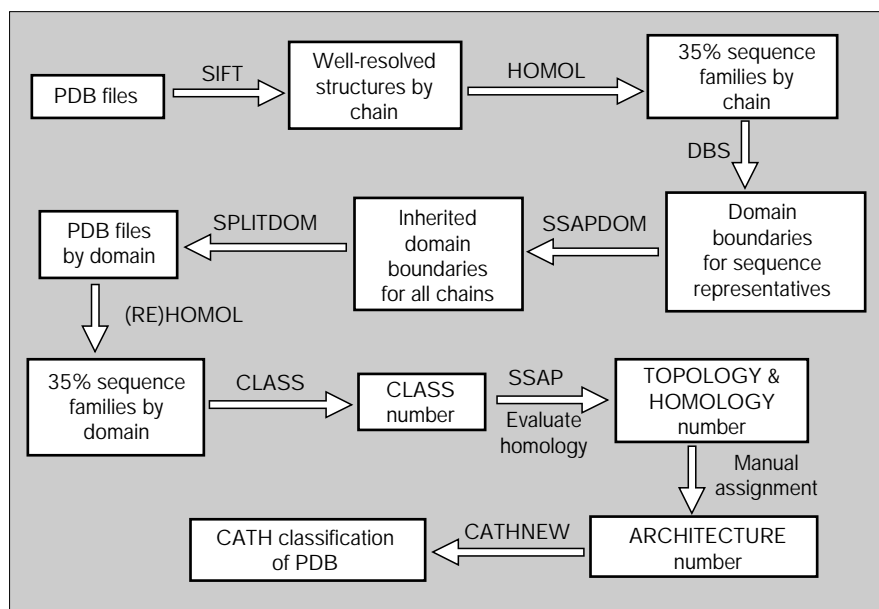 PDB files
SIFT
Well-resolved
structures by
chain
HOMOL
35% sequence
families by
chain
DBS
Domain
boundaries
for sequence
representatives
SSAPDOM
Inherited
domain
boundaries
for all chains
SPLITDOM
PDB files
by domain
(RE)HOMOL
35% sequence
families by
domain
CLASS
CLASS
number
SSAP
Evaluate
homology
TOPOLOGY &
HOMOLOGY
number
Manual
assignment
ARCHITECTURE
number
CATHNEW
CATH classification
of PDB